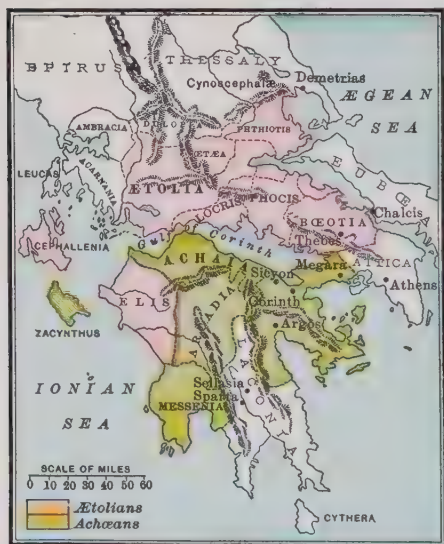 THESSALY
EPIRUS
Cynoscephalæ
Demetrias
ÆGEAN
SEA
AMBRACIA
PHTHIOTIS
LEUCAS
ACARNANIA
ÆTOLIA
EUBŒA
LOCRIS
PHOCIS
CEPHALLENIA
BŒOTIA
Chalcis
Gulf of Corinth
Thebes
ACHAIA
Megara
ATTICA
Sicyon
Athens
ELIS
ARCADIA
Corinth
ZACYNTHUS
Argos
IONIAN
SEA
Sellasia
Sparta
LACONIA
MESSENIA
SCALE OF MILES
0 10 20 30 40 50 60
Ætolians
Achæans
CYTHERA